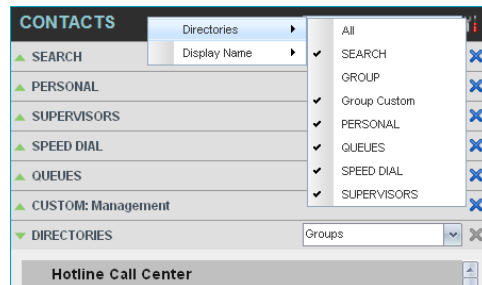 CONTACTS
Directories
Display Name
All
SEARCH
GROUP
Group Custom
PERSONAL
QUEUES
SPEED DIAL
SUPERVISORS
SEARCH
PERSONAL
SUPERVISORS
SPEED DIAL
QUEUES
CUSTOM: Management
DIRECTORIES
Groups
Hotline Call Center